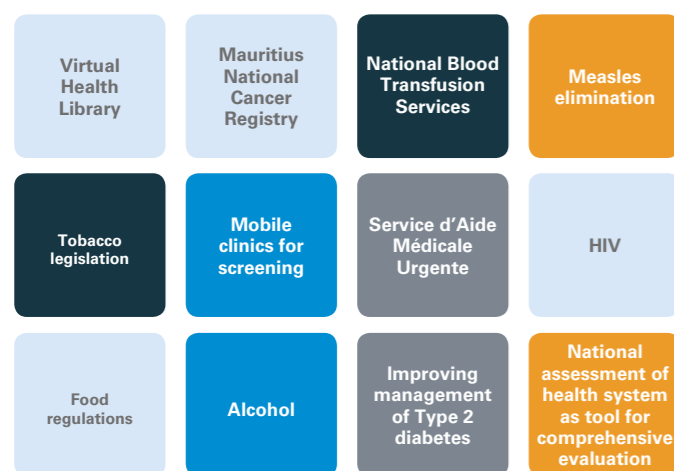 Virtual
Health
Library
Mauritius
National
Cancer
Registry
National Blood
Transfusion
Services
Measles
elimination
Tobacco
legislation
Mobile
clinics for
screening
Service d’Aide
Médicale
Urgente
HIV
Food
regulations
Alcohol
Improving
management
of Type 2
diabetes
National
assessment of
health system
as tool for
comprehensive
evaluation